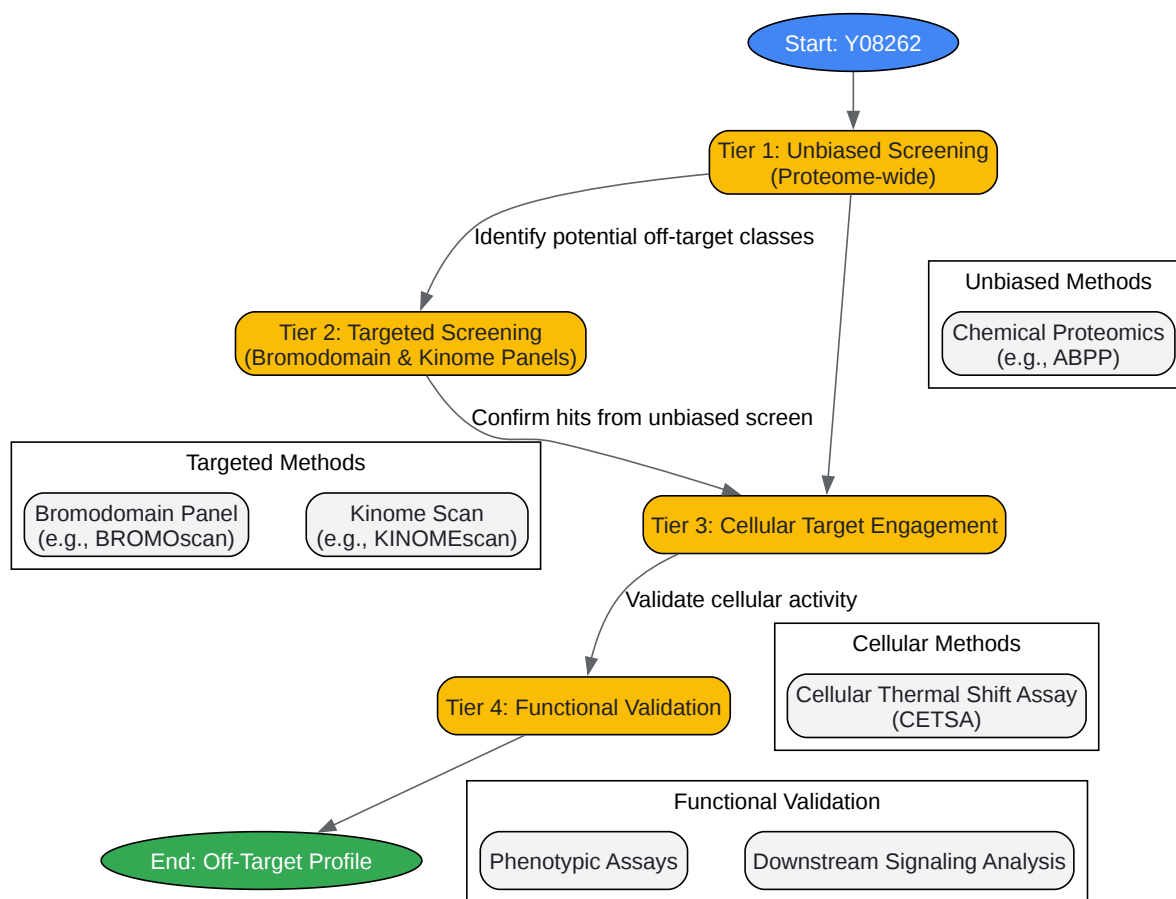 Start: Y08262
Tier 1: Unbiased Screening
(Proteome-wide)
Identify potential off-target classes
Unbiased Methods
Chemical Proteomics
(e.g., ABPP)
Tier 2: Targeted Screening
(Bromodomain & Kinome Panels)
Confirm hits from unbiased screen
Targeted Methods
Bromodomain Panel
(e.g., BROMOscan)
Kinome Scan
(e.g., KINOMEscan)
Tier 3: Cellular Target Engagement
Validate cellular activity
Cellular Methods
Cellular Thermal Shift Assay
(CETSA)
Tier 4: Functional Validation
Functional Validation
Phenotypic Assays
Downstream Signaling Analysis
End: Off-Target Profile